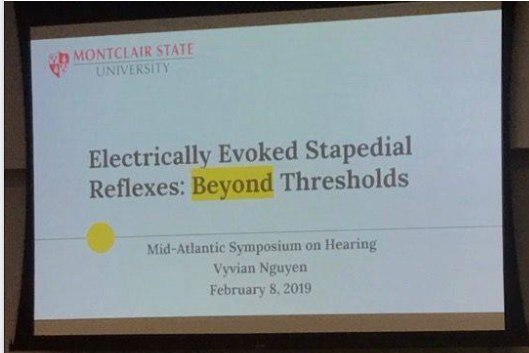 MONTCLAIR STATE
UNIVERSITY
Electrically Evoked Stapedial
Reflexes: Beyond Thresholds
Mid-Atlantic Symposium on Hearing
Vyvian Nguyen
February 8, 2019